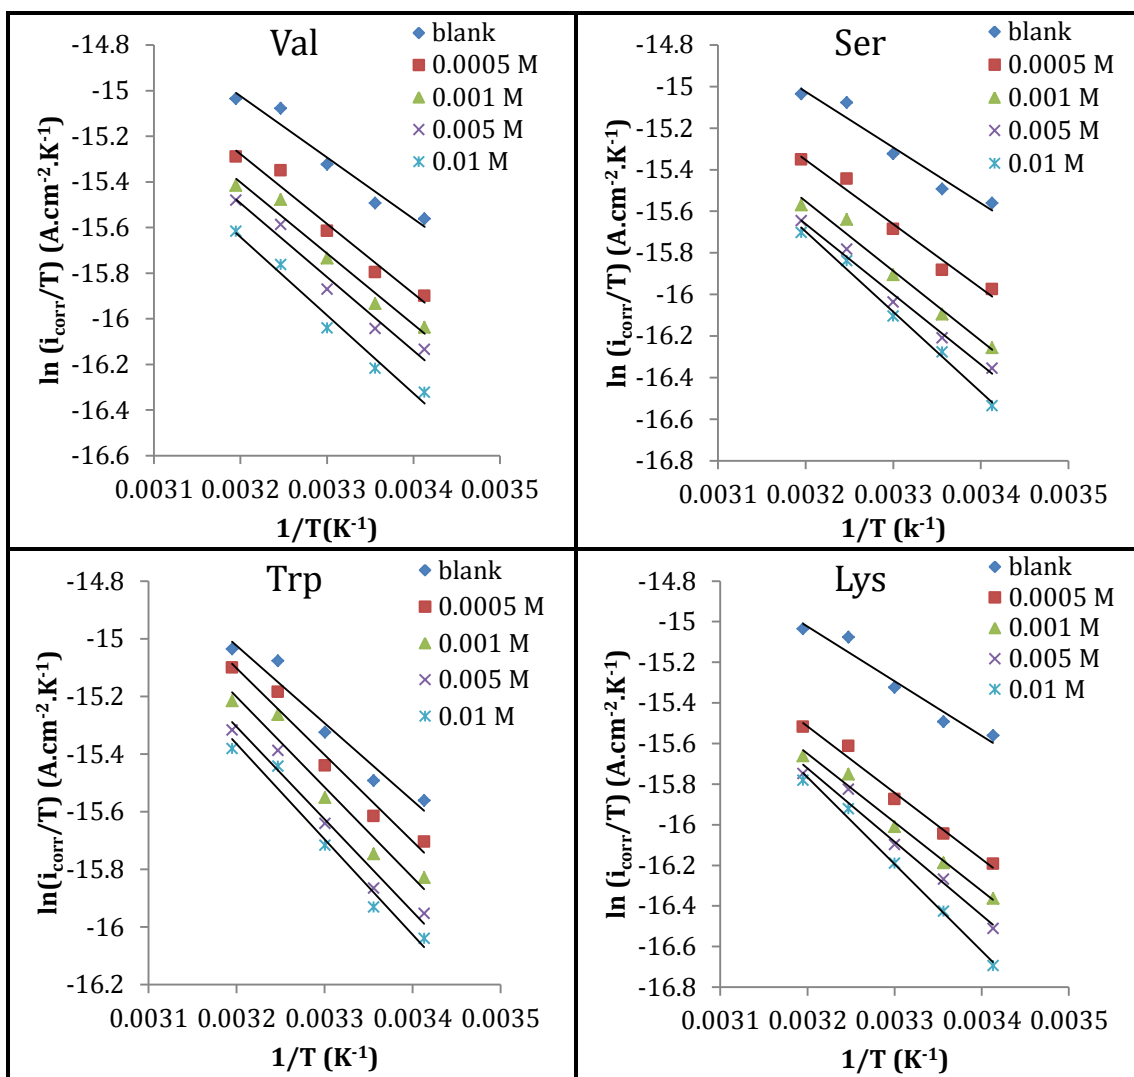 Val
blank
0.0005 M
0.001 M
0.005 M
0.01 M
-14.8
-15
-15.2
-15.4
-15.6
-15.8
-16
-16.2
-16.4
-16.6
0.0031 0.0032 0.0033 0.0034 0.0035
1/T(K-1)
ln (icorr/T) (A.cm-2.K-1)
Ser
blank
0.0005 M
0.001 M
0.005 M
0.01 M
-14.8
-15
-15.2
-15.4
-15.6
-15.8
-16
-16.2
-16.4
-16.6
-16.8
0.0031 0.0032 0.0033 0.0034 0.0035
1/T (k-1)
ln (icorr/T) (A.cm-2.K-1)
Trp
blank
0.0005 M
0.001 M
0.005 M
0.01 M
-14.8
-15
-15.2
-15.4
-15.6
-15.8
-16
-16.2
0.0031 0.0032 0.0033 0.0034 0.0035
1/T (K-1)
ln(icorr/T) (A.cm-2.K-1)
Lys
blank
0.0005 M
0.001 M
0.005 M
0.01 M
-14.8
-15
-15.2
-15.4
-15.6
-15.8
-16
-16.2
-16.4
-16.6
-16.8
0.0031 0.0032 0.0033 0.0034 0.0035
1/T (K-1)
ln (icorr/T) (A.cm-2.K-1)